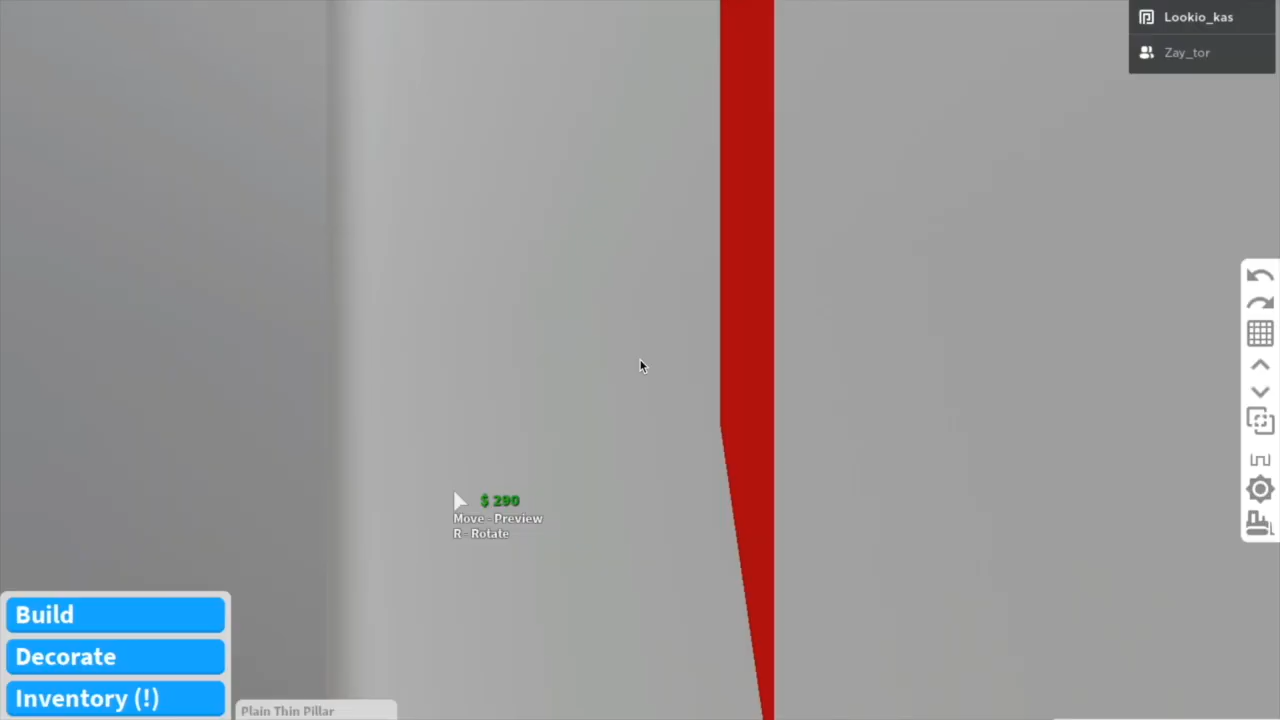 Lookio_kas
Zay_tor
$ 290
Move - Preview
R - Rotate
Build
Decorate
Inventory (!)
Plain Thin Pillar